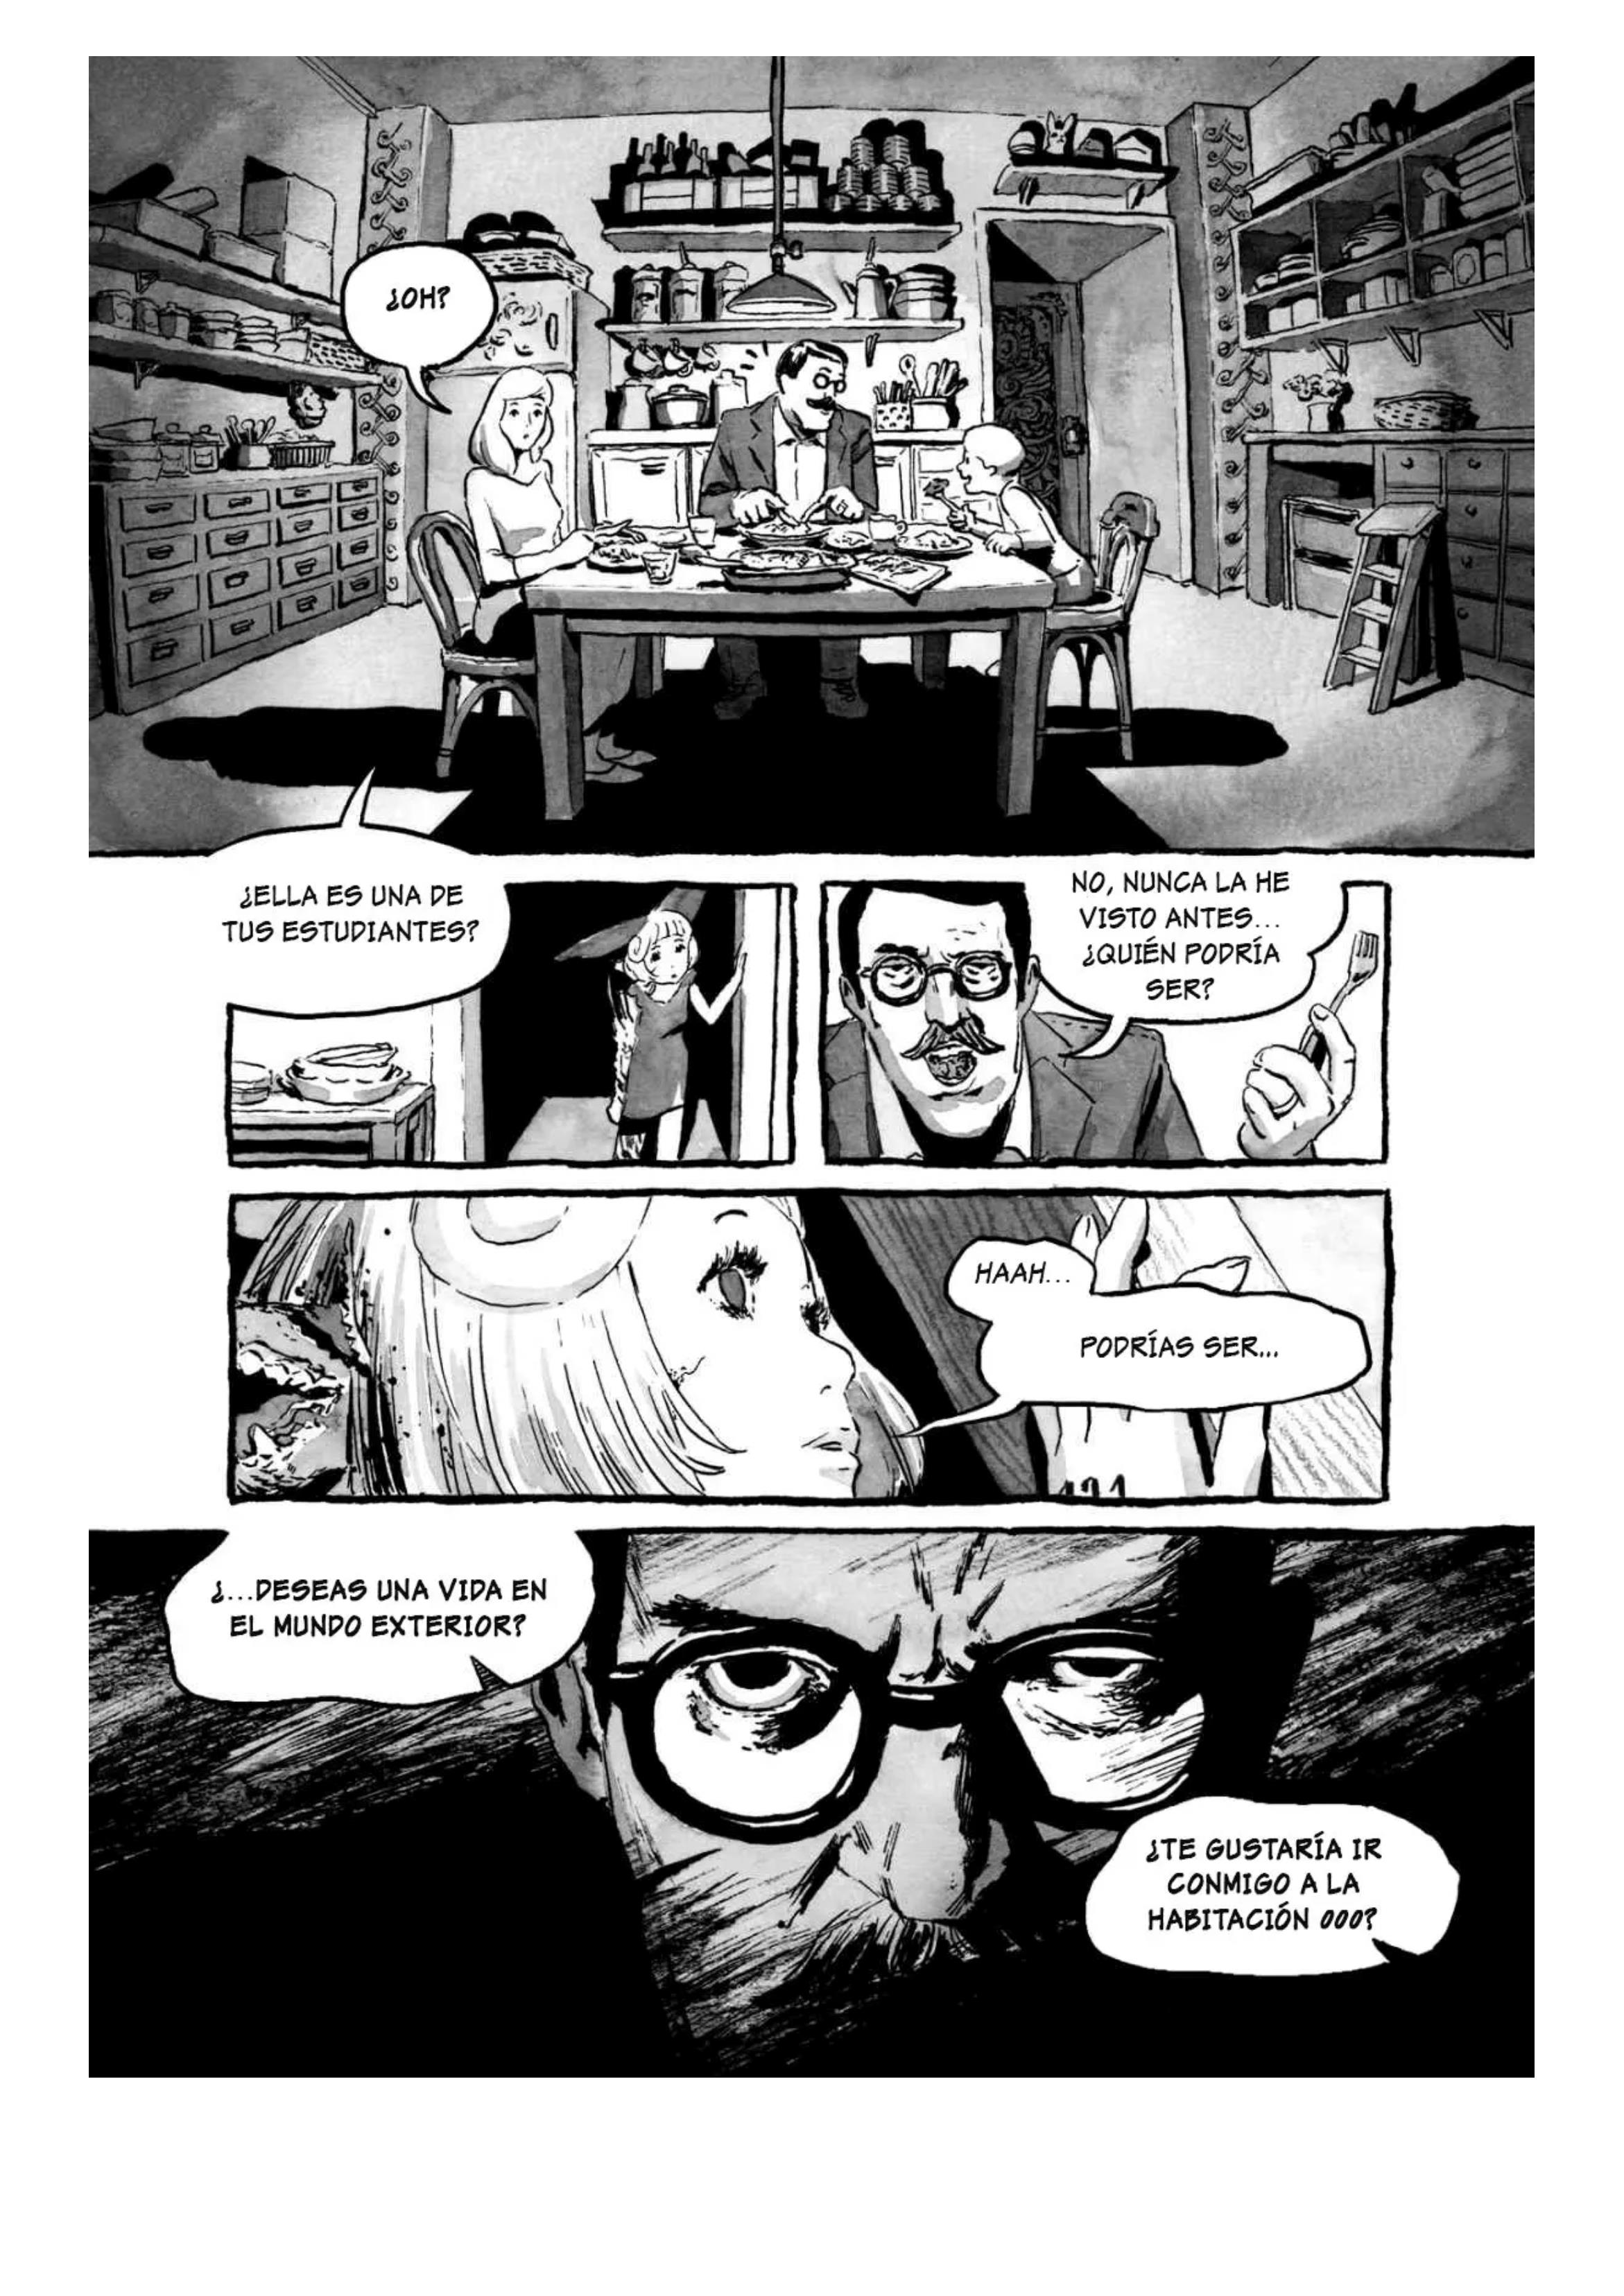 ¿OH?
¿ELLA ES UNA DE
TUS ESTUDIANTES?
NO, NUNCA LA HE
VISTO ANTES...
¿QUIÉN PODRÍA
SER?
HAAH...
PODRÍAS SER...
121
¿...DESEAS UNA VIDA EN
EL MUNDO EXTERIOR?
¿TE GUSTARÍA IR
CONMIGO A LA
HABITACIÓN 000?